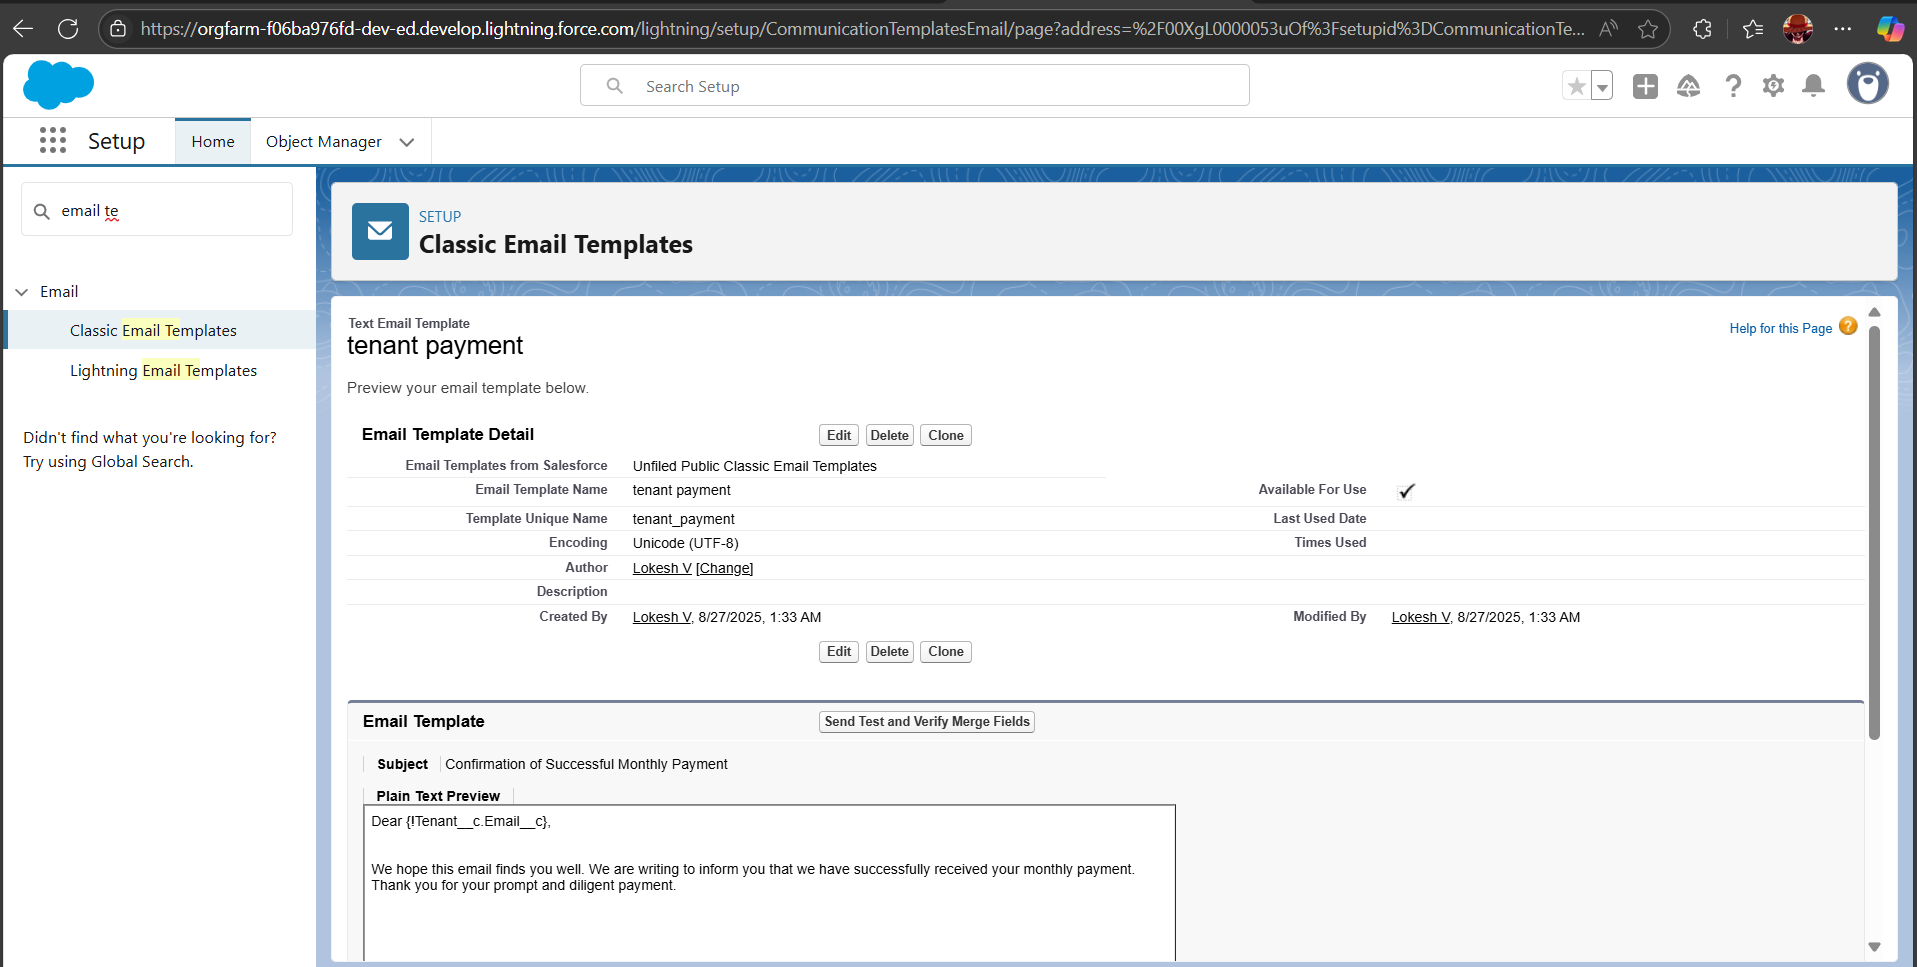 https://orgfarm-f06ba976fd-dev-ed.develop.lightning.force.com/lightning/setup/CommunicationTemplatesEmail/page?address=%2F00XgL0000053uOf%3Fsetupid%3DCommunicationTe...
Search Setup
Setup
Home
Object Manager
email te
Email
Classic Email Templates
Lightning Email Templates
Didn't find what you're looking for?
Try using Global Search.
SETUP
Classic Email Templates
Text Email Template
tenant payment
Help for this Page
Preview your email template below.
Email Template Detail
Edit Delete Clone
Email Templates from Salesforce Unfiled Public Classic Email Templates
Email Template Name tenant payment Available For Use
Template Unique Name tenant_payment Last Used Date
Encoding Unicode (UTF-8) Times Used
Author Lokesh V [Change]
Description
Created By Lokesh V, 8/27/2025, 1:33 AM Modified By Lokesh V, 8/27/2025, 1:33 AM
Edit Delete Clone
Email Template
Send Test and Verify Merge Fields
Subject Confirmation of Successful Monthly Payment
Plain Text Preview
Dear {!Tenant__c.Email__c},
We hope this email finds you well. We are writing to inform you that we have successfully received your monthly payment.
Thank you for your prompt and diligent payment.